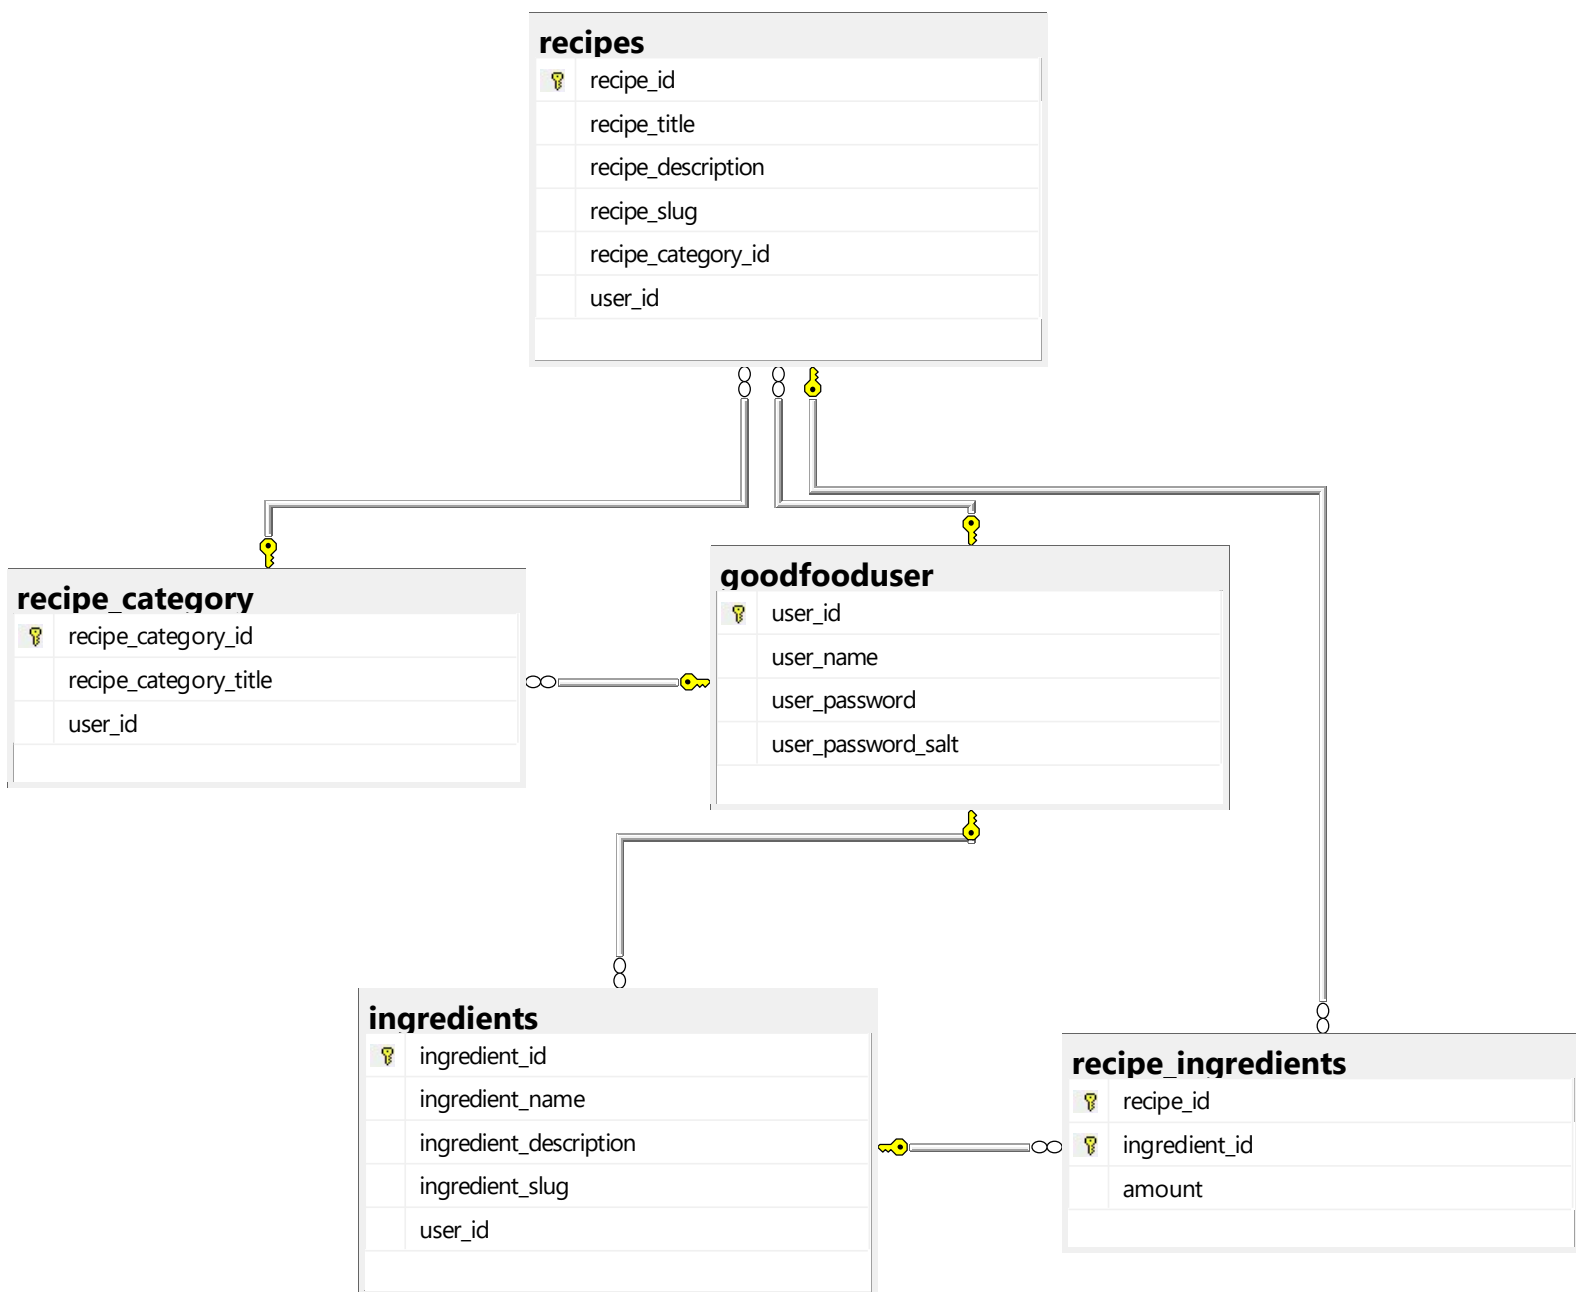 recipes
recipe_id
recipe_title
recipe_description
recipe_slug
recipe_category_id
user_id
recipe_category
recipe_category_id
recipe_category_title
user_id
goodfooduser
user_id
user_name
user_password
user_password_salt
ingredients
ingredient_id
ingredient_name
ingredient_description
ingredient_slug
user_id
recipe_ingredients
recipe_id
ingredient_id
amount